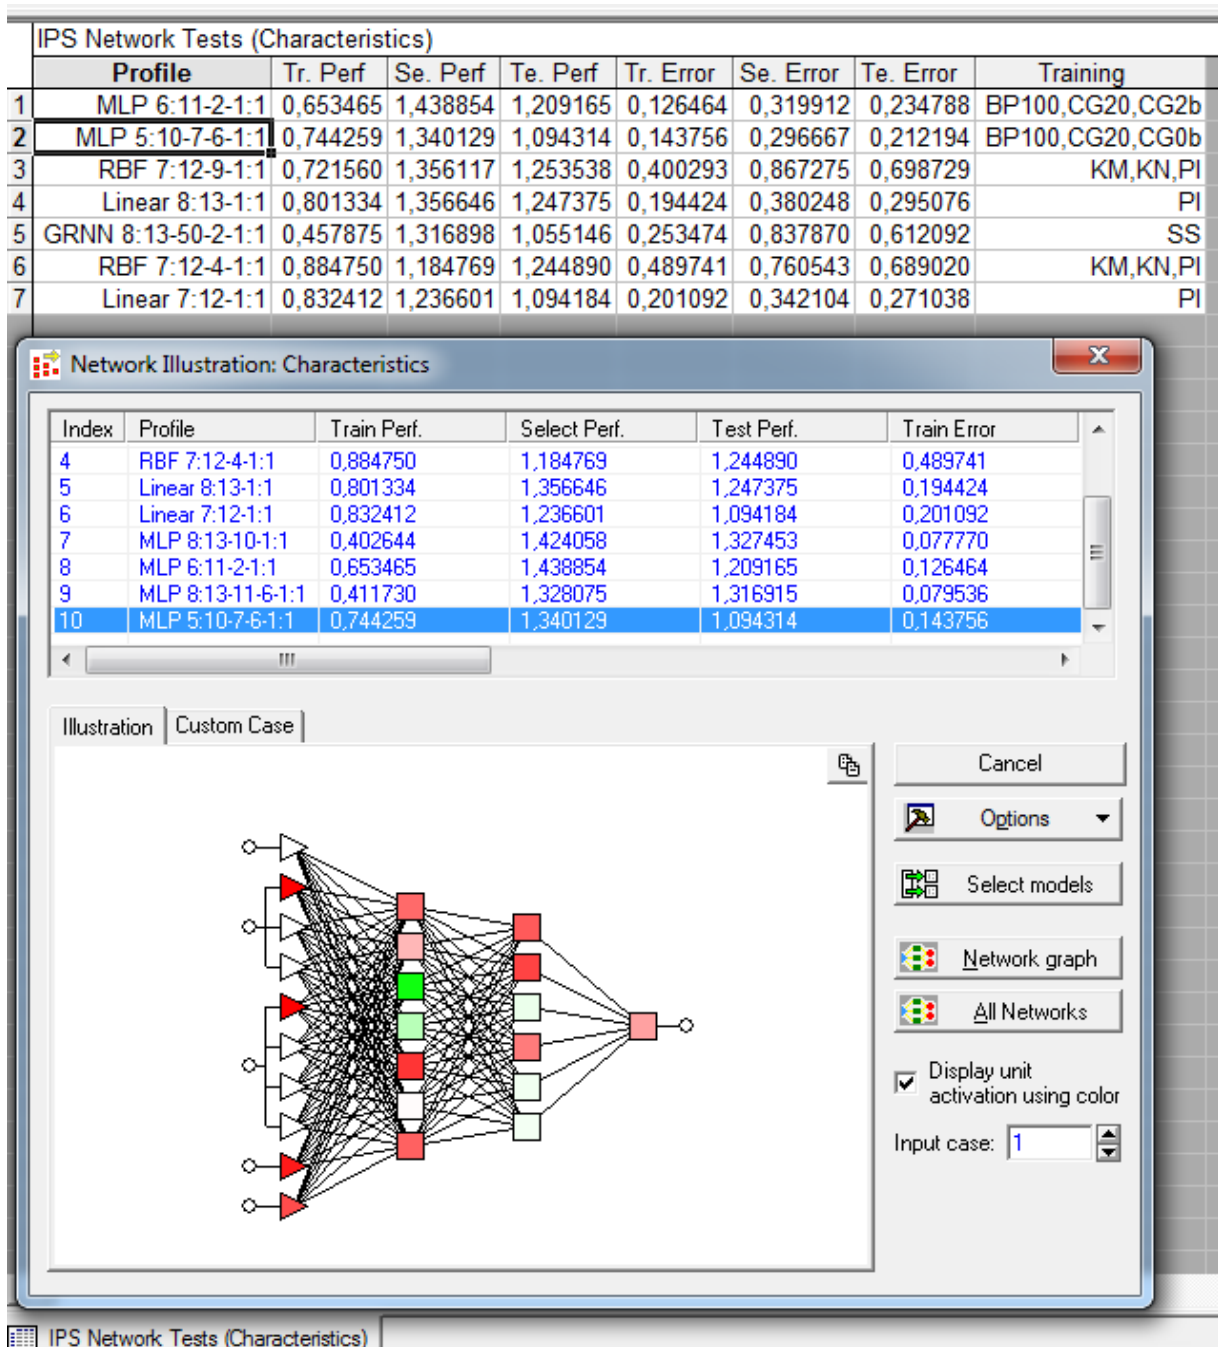 IPS Network Tests (Characteristics)
Profile Tr. Perf Se. Perf Te. Perf Tr. Error Se. Error Te. Error Training
1 MLP 6:11-2-1:1 0,653465 1,438854 1,209165 0,126464 0,319912 0,234788 BP100,CG20,CG2b
2 MLP 5:10-7-6-1:1 0,744259 1,340129 1,094314 0,143756 0,296667 0,212194 BP100,CG20,CG0b
3 RBF 7:12-9-1:1 0,721560 1,356117 1,253538 0,400293 0,867275 0,698729 KM,KN,PI
4 Linear 8:13-1:1 0,801334 1,356646 1,247375 0,194424 0,380248 0,295076 PI
5 GRNN 8:13-50-2-1:1 0,457875 1,316898 1,055146 0,253474 0,837870 0,612092 SS
6 RBF 7:12-4-1:1 0,884750 1,184769 1,244890 0,489741 0,760543 0,689020 KM,KN,PI
7 Linear 7:12-1:1 0,832412 1,236601 1,094184 0,201092 0,342104 0,271038 PI
Network Illustration: Characteristics
Index Profile Train Perf. Select Perf. Test Perf. Train Error
4 RBF 7:12-4-1:1 0,884750 1,184769 1,244890 0,489741
5 Linear 8:13-1:1 0,801334 1,356646 1,247375 0,194424
6 Linear 7:12-1:1 0,832412 1,236601 1,094184 0,201092
7 MLP 8:13-10-1:1 0,402644 1,424058 1,327453 0,077770
8 MLP 6:11-2-1:1 0,653465 1,438854 1,209165 0,126464
9 MLP 8:13-11-6-1:1 0,411730 1,328075 1,316915 0,079536
10 MLP 5:10-7-6-1:1 0,744259 1,340129 1,094314 0,143756
Illustration Custom Case
Cancel
Options
Select models
Network graph
All Networks
Display unit
activation using color
Input case: 1
IPS Network Tests (Characteristics)